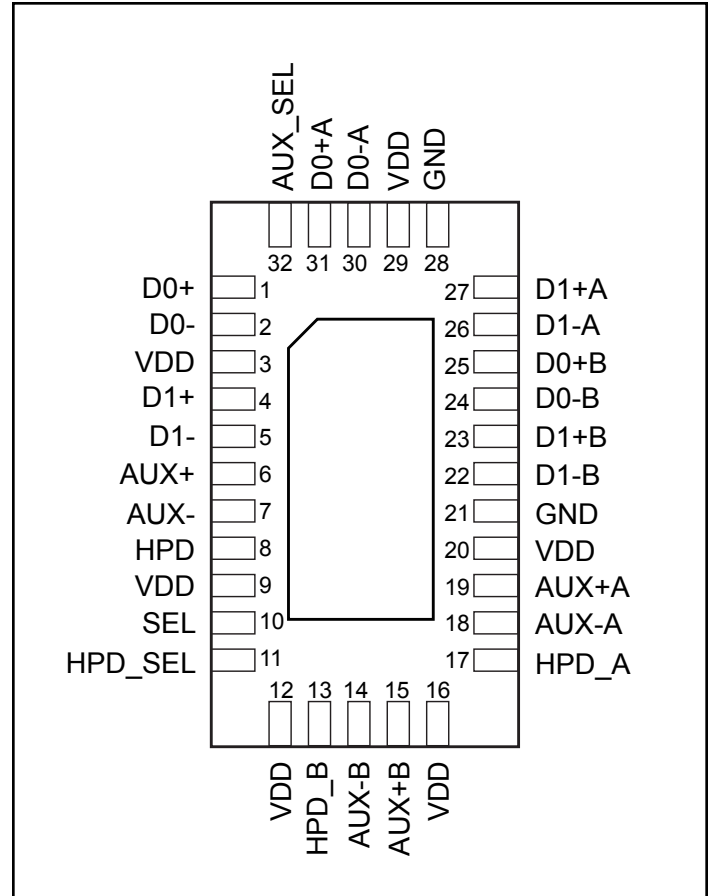 AUX_SEL
D0+A
D0-A
VDD
GND
32 31 30 29 28
D0+ 1
D0- 2
VDD 3
D1+ 4
D1- 5
AUX+ 6
AUX- 7
HPD 8
VDD 9
SEL 10
HPD_SEL 11
27 D1+A
26 D1-A
25 D0+B
24 D0-B
23 D1+B
22 D1-B
21 GND
20 VDD
19 AUX+A
18 AUX-A
17 HPD_A
12 13 14 15 16
VDD
HPD_B
AUX-B
AUX+B
VDD